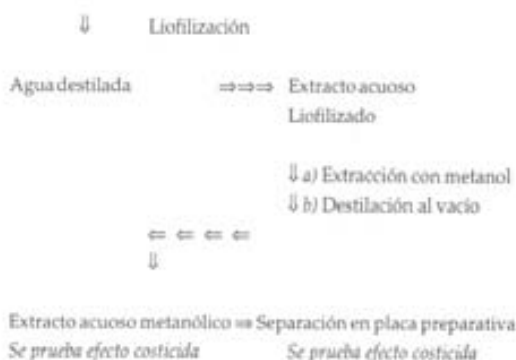 ⇓ Liofilización
Agua destilada ⇒⇒⇒ Extracto acuoso
Liofilizado
⇓ a) Extracción con metanol
⇓ b) Destilación al vacío
⇐ ⇐ ⇐ ⇐
⇓
Extracto acuoso metanólico ⇒ Separación en placa preparativa
Se prueba efecto costicida Se prueba efecto costicida